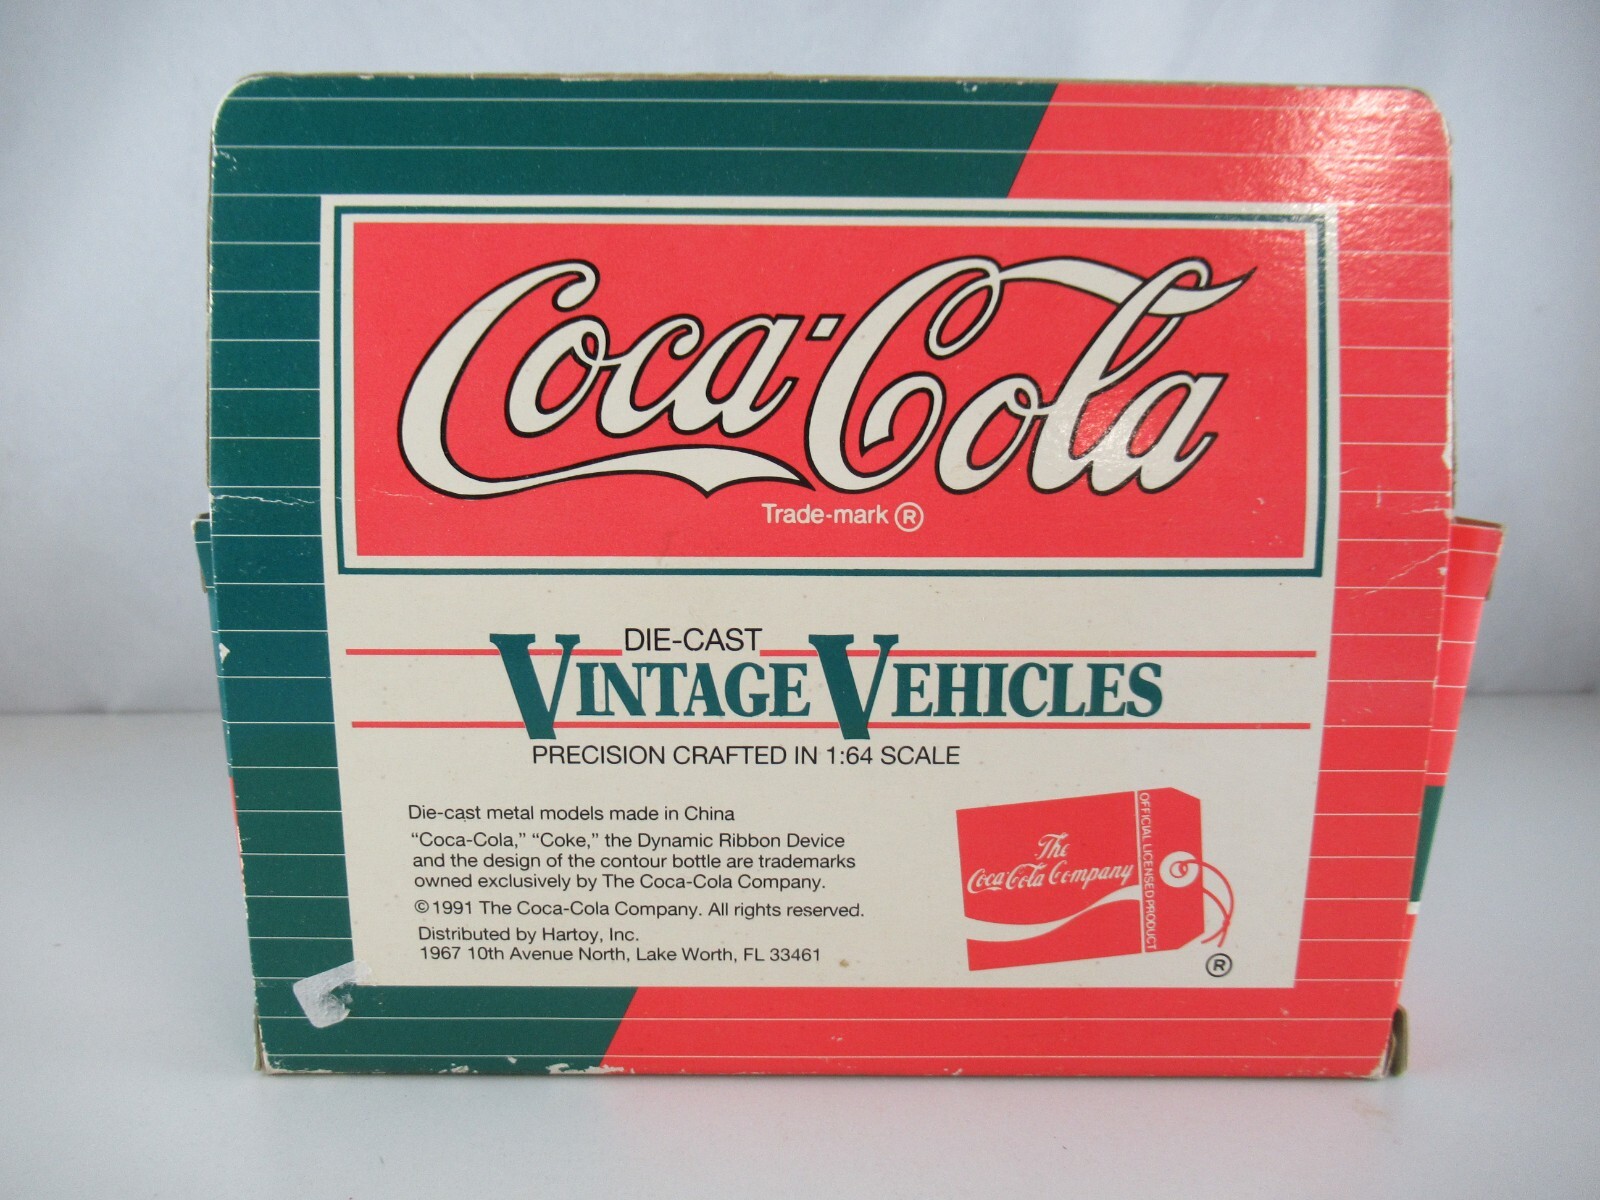 Coca-Cola
Trade-mark ®
DIE-CAST
VINTAGE VEHICLES
PRECISION CRAFTED IN 1:64 SCALE
Die-cast metal models made in China
“Coca-Cola,” “Coke,” the Dynamic Ribbon Device
and the design of the contour bottle are trademarks
owned exclusively by The Coca-Cola Company.
©1991 The Coca-Cola Company. All rights reserved.
Distributed by Hartoy, Inc.
1967 10th Avenue North, Lake Worth, FL 33461
The
Coca-Cola Company
OFFICIAL LICENSED PRODUCT
®